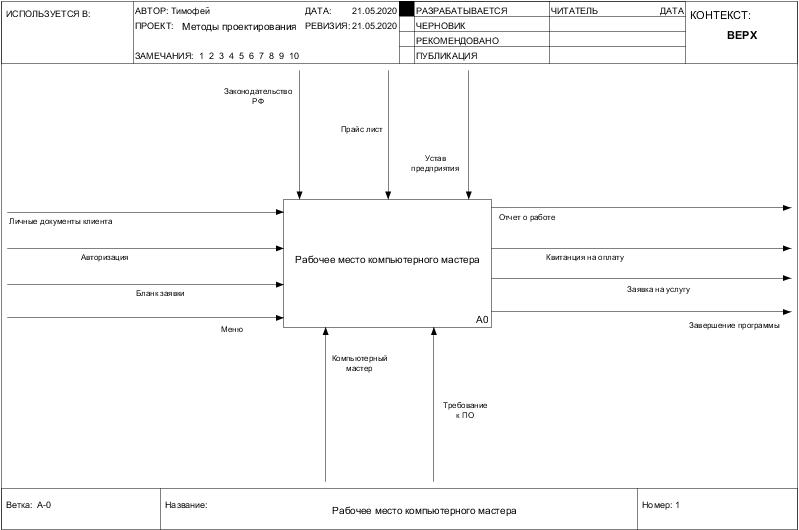 ИСПОЛЬЗУЕТСЯ В:
АВТОР: Тимофей
ДАТА: 21.05.2020
ПРОЕКТ: Методы проектирования
РЕВИЗИЯ: 21.05.2020
ЗАМЕЧАНИЯ: 1 2 3 4 5 6 7 8 9 10
РАЗРАБАТЫВАЕТСЯ
ЧЕРНОВИК
РЕКОМЕНДОВАНО
ПУБЛИКАЦИЯ
ЧИТАТЕЛЬ ДАТА
КОНТЕКСТ:
ВЕРХ
Законодательство
РФ
Прайс лист
Устав
предприятия
Личные документы клиента
Авторизация
Бланк заявки
Меню
Рабочее место компьютерного мастера
A0
Отчет о работе
Квитанция на оплату
Заявка на услугу
Завершение программы
Компьютерный
мастер
Требование
к ПО
Ветка: A-0
Название:
Рабочее место компьютерного мастера
Номер: 1